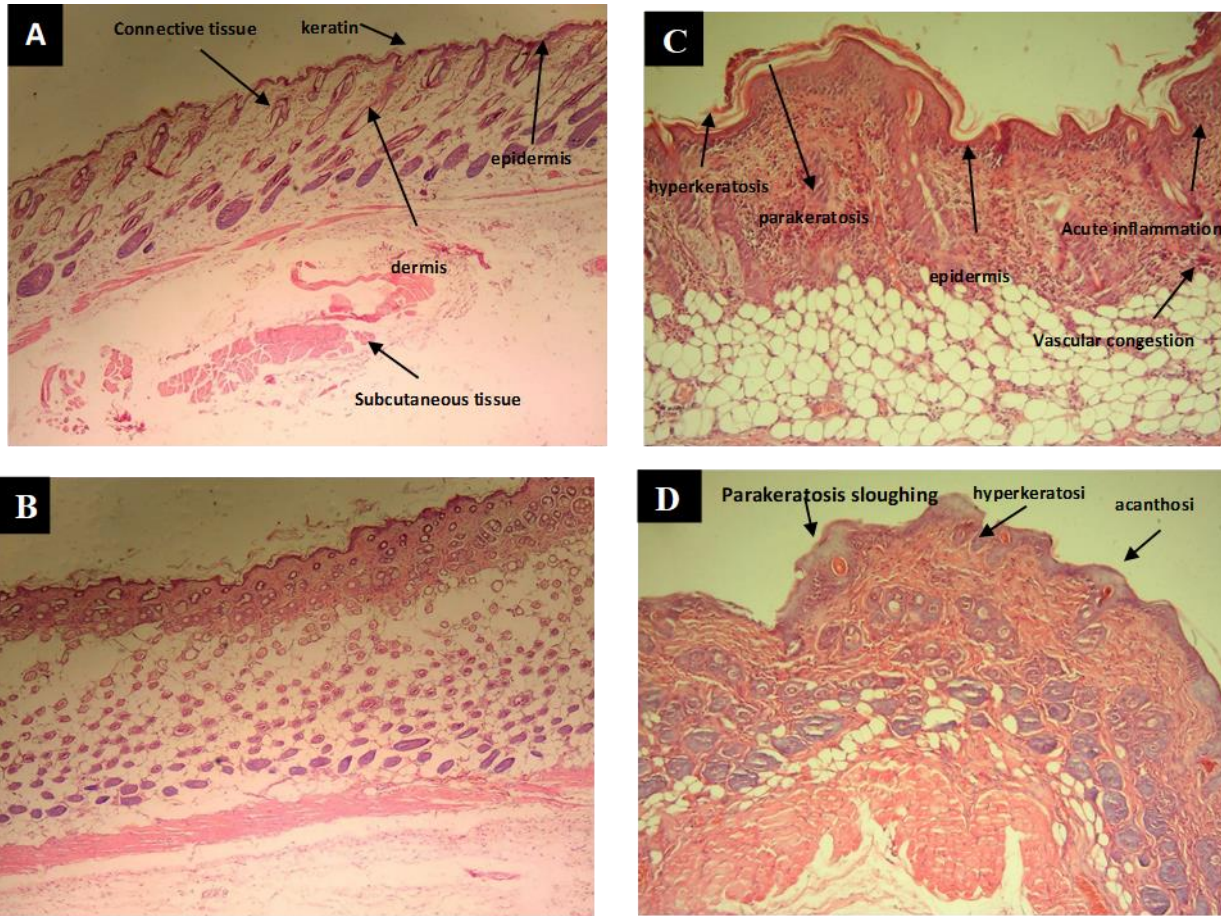 A
Connective tissue
keratin
epidermis
dermis
Subcutaneous tissue
C
hyperkeratosis
parakeratosis
Acute inflammation
epidermis
Vascular congestion
B
D
Parakeratosis sloughing
hyperkeratosi
acanthosi